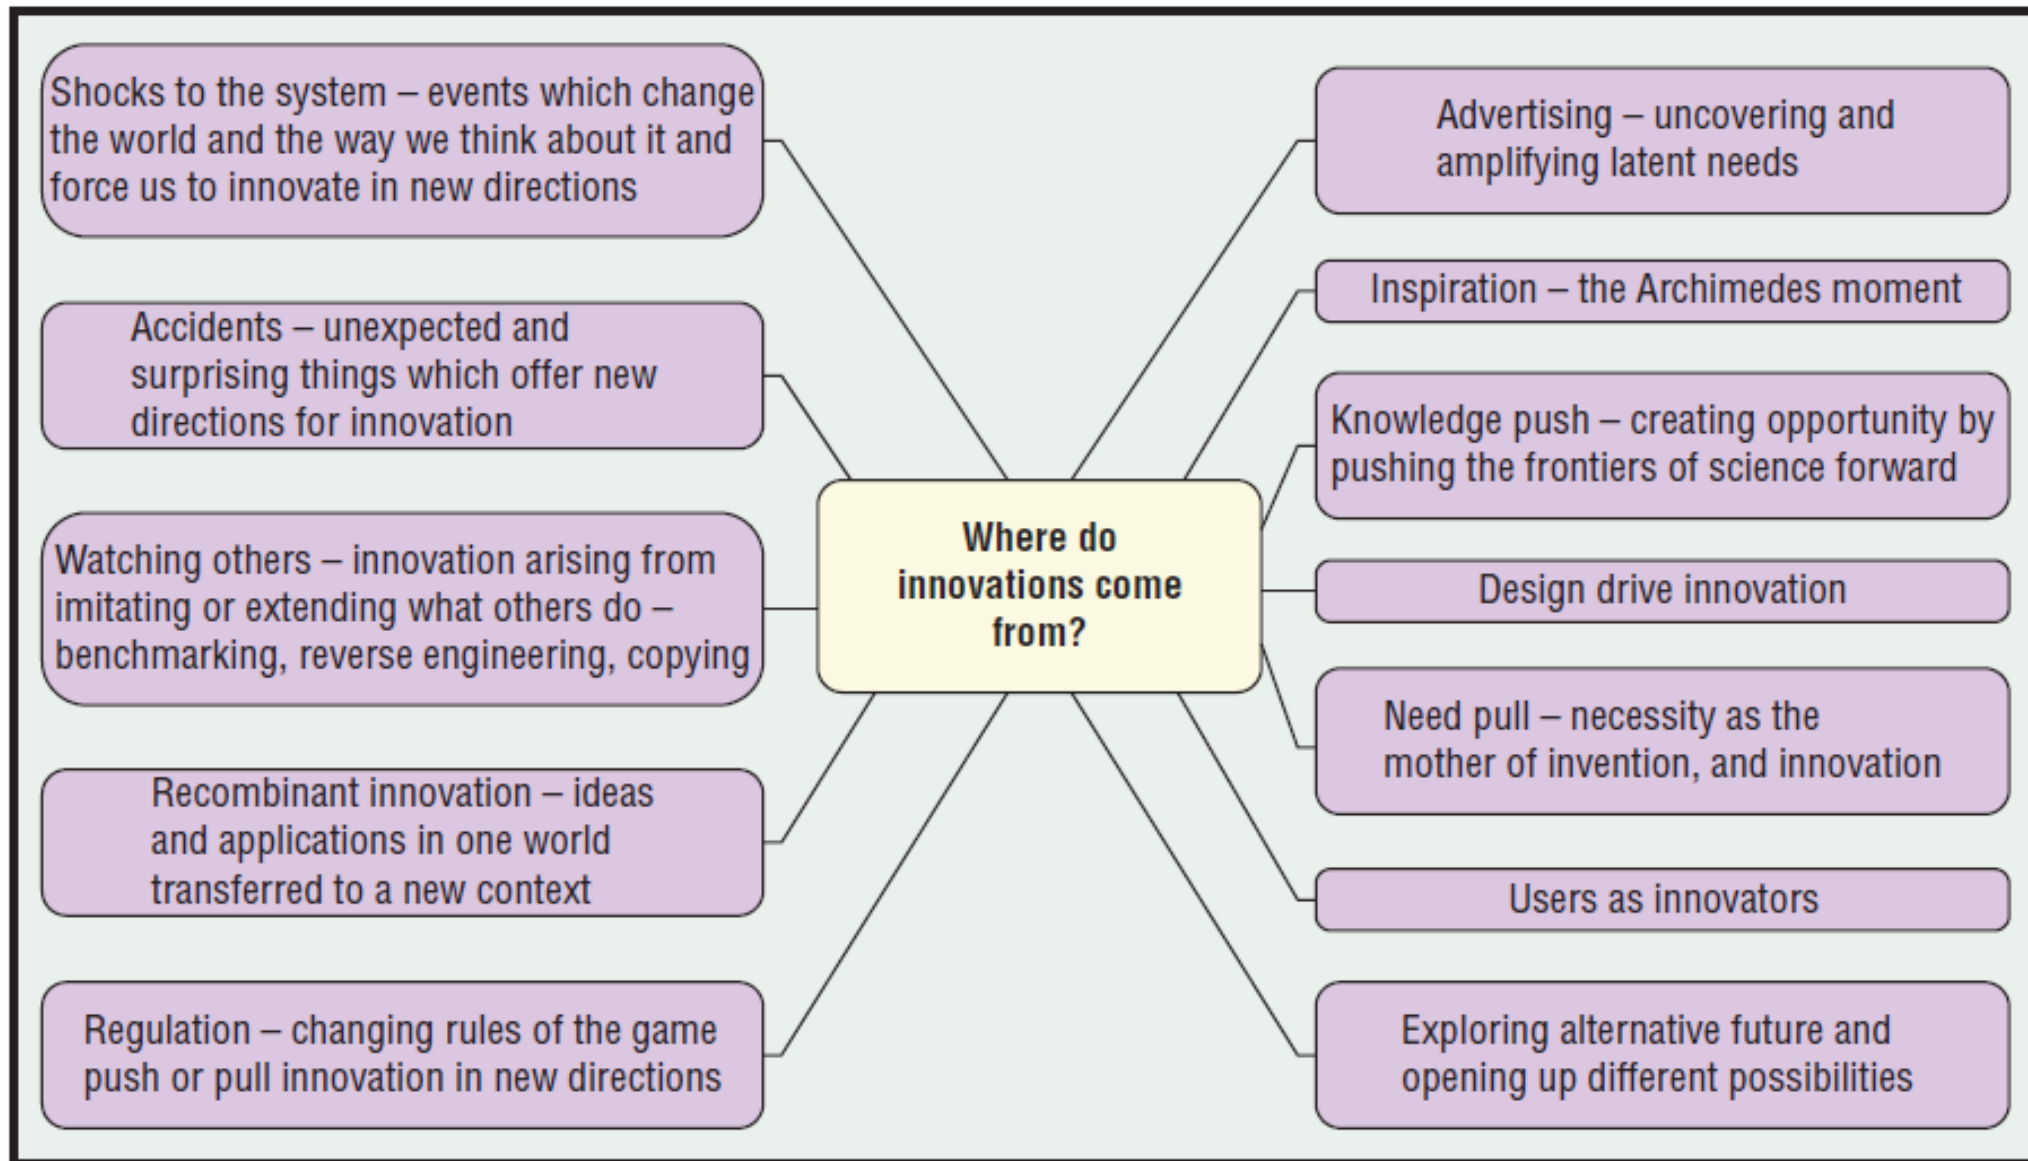 Shocks to the system – events which change
the world and the way we think about it and
force us to innovate in new directions
Accidents – unexpected and
surprising things which offer new
directions for innovation
Watching others – innovation arising from
imitating or extending what others do –
benchmarking, reverse engineering, copying
Recombinant innovation – ideas
and applications in one world
transferred to a new context
Regulation – changing rules of the game
push or pull innovation in new directions
Where do
innovations come
from?
Advertising – uncovering and
amplifying latent needs
Inspiration – the Archimedes moment
Knowledge push – creating opportunity by
pushing the frontiers of science forward
Design drive innovation
Need pull – necessity as the
mother of invention, and innovation
Users as innovators
Exploring alternative future and
opening up different possibilities